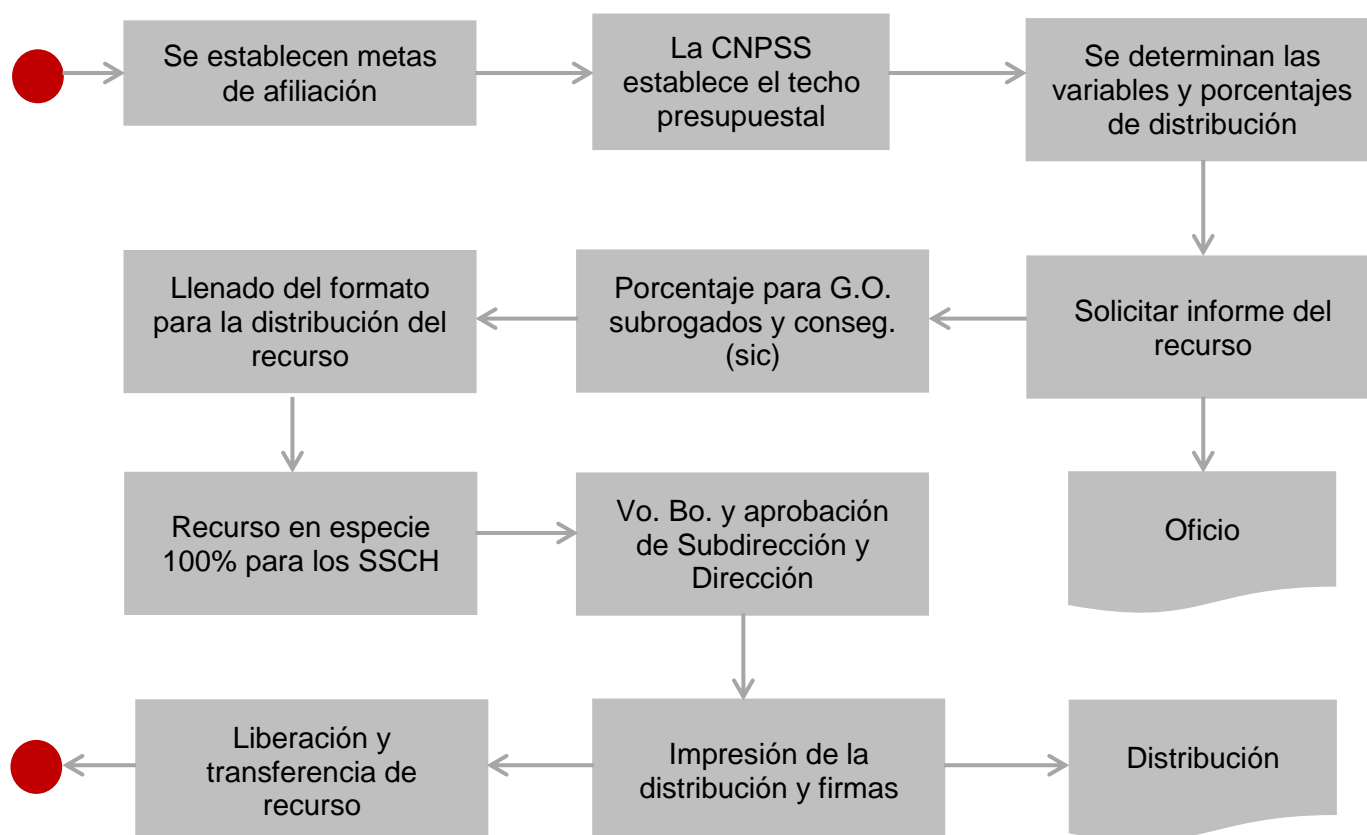 Se establecen metas
de afiliación
La CNPSS
establece el techo
presupuestal
Se determinan las
variables y porcentajes
de distribución
Llenado del formato
para la distribución del
recurso
Porcentaje para G.O.
subrogados y conseg.
(sic)
Solicitar informe del
recurso
Recurso en especie
100% para los SSCH
Vo. Bo. y aprobación
de Subdirección y
Dirección
Oficio
Liberación y
transferencia de
recurso
Impresión de la
distribución y firmas
Distribución